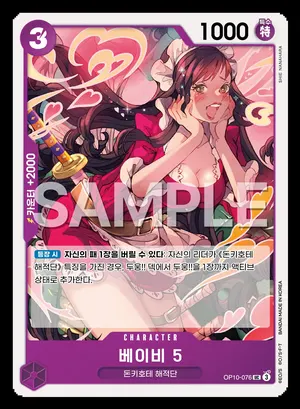 3
1000
특수
特
카운터 +2000
SAMPLE
등장 시 자신의 패 1장을 버릴 수 있다: 자신의 리더가 《돈키호테
해적단》 특징을 가진 경우, 두웅!! 덱에서 두웅!!을 1장까지 액티브
상태로 추가한다.
CHARACTER
베이비 5
돈키호테 해적단
OP10-076 UC 3
BANDAI MADE IN KOREA